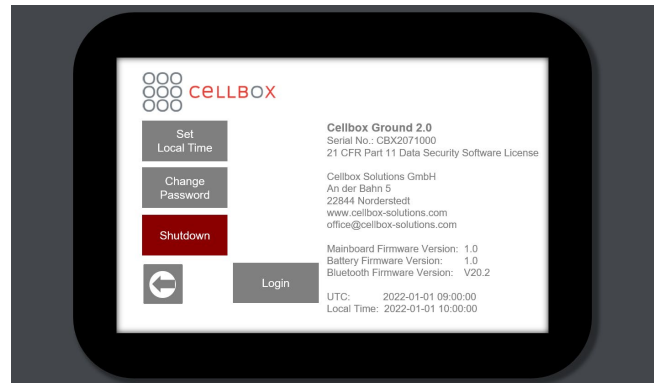 CELLBOX
Set
Local Time
Change
Password
Shutdown
Login
Cellbox Ground 2.0
Serial No.: CBX2071000
21 CFR Part 11 Data Security Software License
Cellbox Solutions GmbH
An der Bahn 5
22844 Norderstedt
www.cellbox-solutions.com
office@cellbox-solutions.com
Mainboard Firmware Version: 1.0
Battery Firmware Version: 1.0
Bluetooth Firmware Version: V20.2
UTC: 2022-01-01 09:00:00
Local Time: 2022-01-01 10:00:00